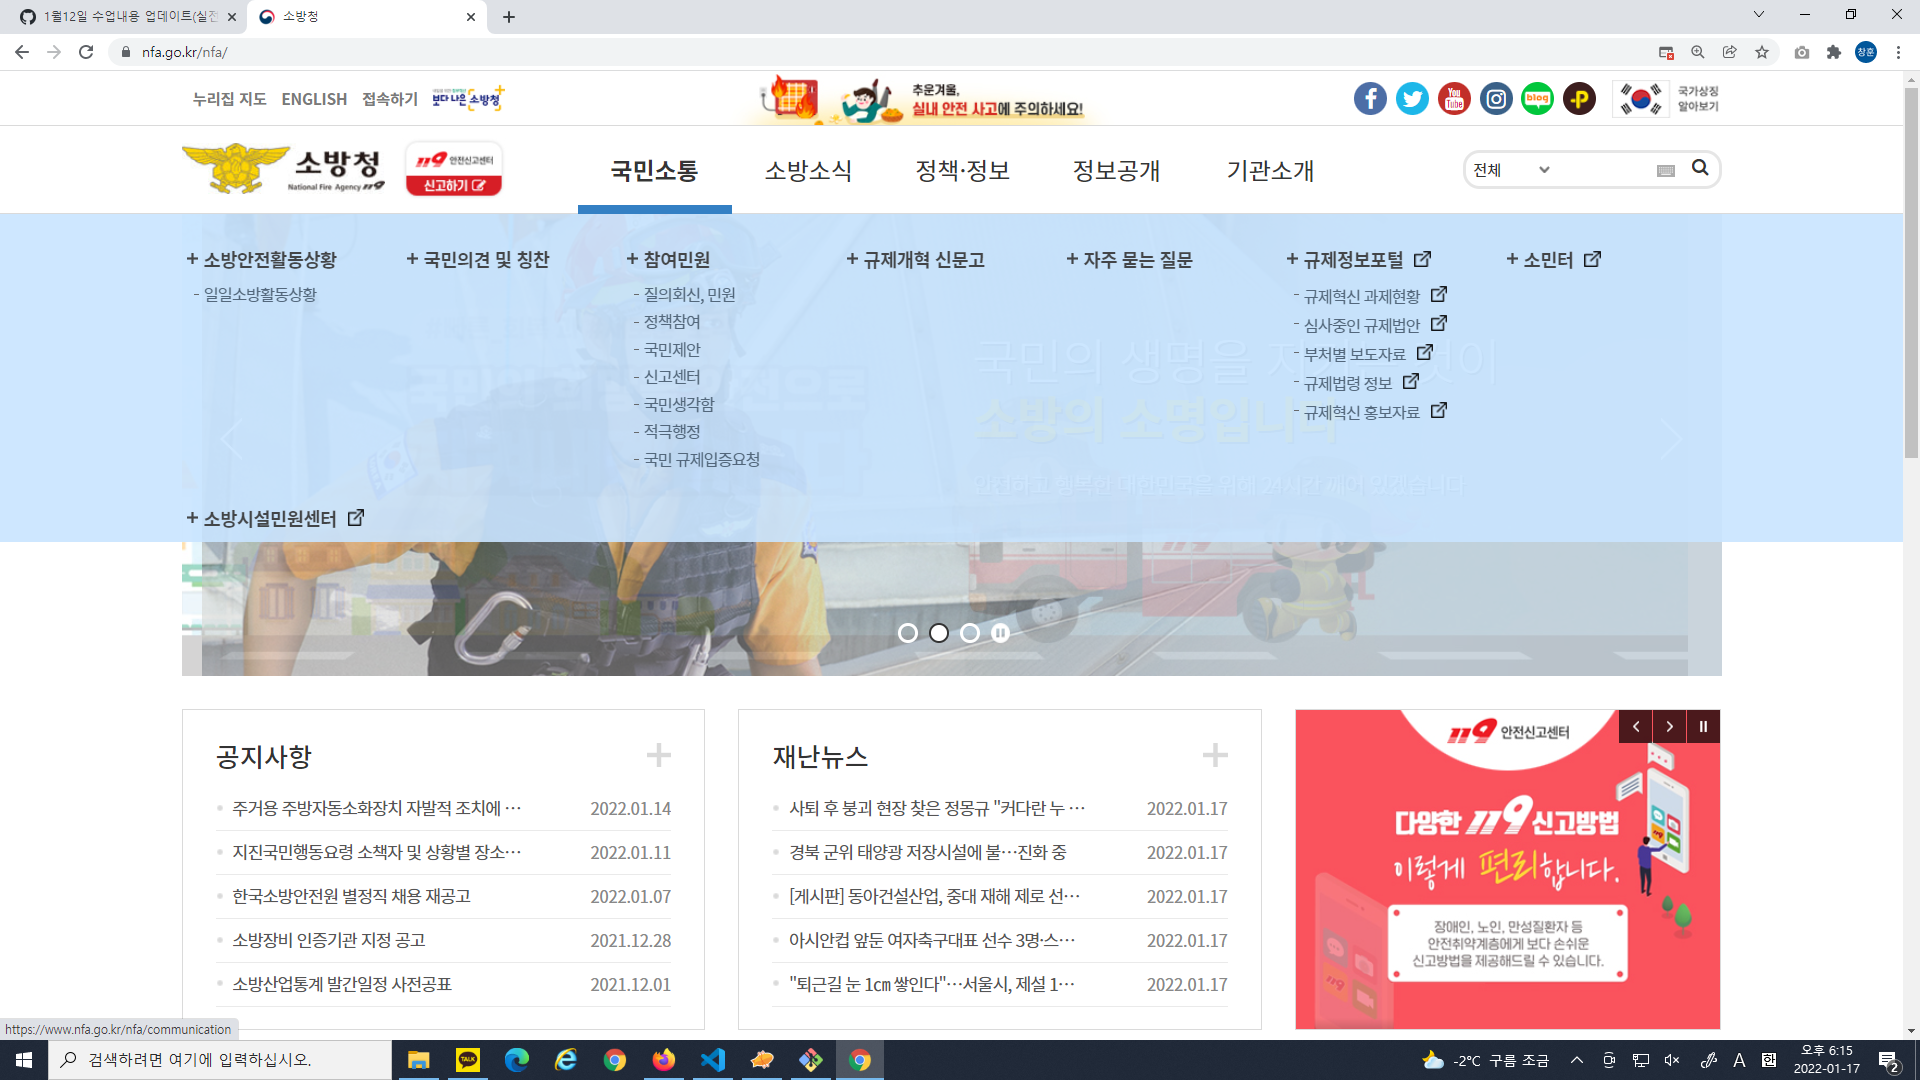 1월12일 수업내용 업데이트(실전
소방청
nfa.go.kr/nfa/
창훈
누리집 지도 ENGLISH 접속하기 보다 나은 소방청
추운겨울,
실내 안전 사고에 주의하세요!
You Tube
blog
국가상징
알아보기
소방청
National Fire Agency 119
119 안전신고센터
신고하기
국민소통 소방소식 정책·정보 정보공개 기관소개
전체
+ 소방안전활동상황
- 일일소방활동상황
+ 국민의견 및 칭찬
+ 참여민원
- 질의회신, 민원
- 정책참여
- 국민제안
- 신고센터
- 국민생각함
- 적극행정
- 국민 규제입증요청
+ 규제개혁 신문고
+ 자주 묻는 질문
+ 규제정보포털
- 규제혁신 과제현황
- 심사중인 규제법안
- 부처별 보도자료
- 규제법령 정보
- 규제혁신 홍보자료
+ 소민터
+ 소방시설민원센터
국민의 생명을 지키는 것이
소방의 소명입니다
안전하고 행복한 대한민국을 위해 24시간 깨어 있겠습니다
공지사항
주거용 주방자동소화장치 자발적 조치에 … 2022.01.14
지진국민행동요령 소책자 및 상황별 장소… 2022.01.11
한국소방안전원 별정직 채용 재공고 2022.01.07
소방장비 인증기관 지정 공고 2021.12.28
소방산업통계 발간일정 사전공표 2021.12.01
재난뉴스
사퇴 후 붕괴 현장 찾은 정몽규 "커다란 누 … 2022.01.17
경북 군위 태양광 저장시설에 불…진화 중 2022.01.17
[게시판] 동아건설산업, 중대 재해 제로 선… 2022.01.17
아시안컵 앞둔 여자축구대표 선수 3명·스… 2022.01.17
"퇴근길 눈 1㎝ 쌓인다"…서울시, 제설 1… 2022.01.17
119 안전신고센터
다양한 119 신고방법
이렇게 편리합니다.
장애인, 노인, 만성질환자 등
안전취약계층에게 보다 손쉬운
신고방법을 제공해드릴 수 있습니다.
119
https://www.nfa.go.kr/nfa/communication
검색하려면 여기에 입력하십시오.
TALK
-2℃ 구름 조금
A 한
오후 6:15
2022-01-17
2